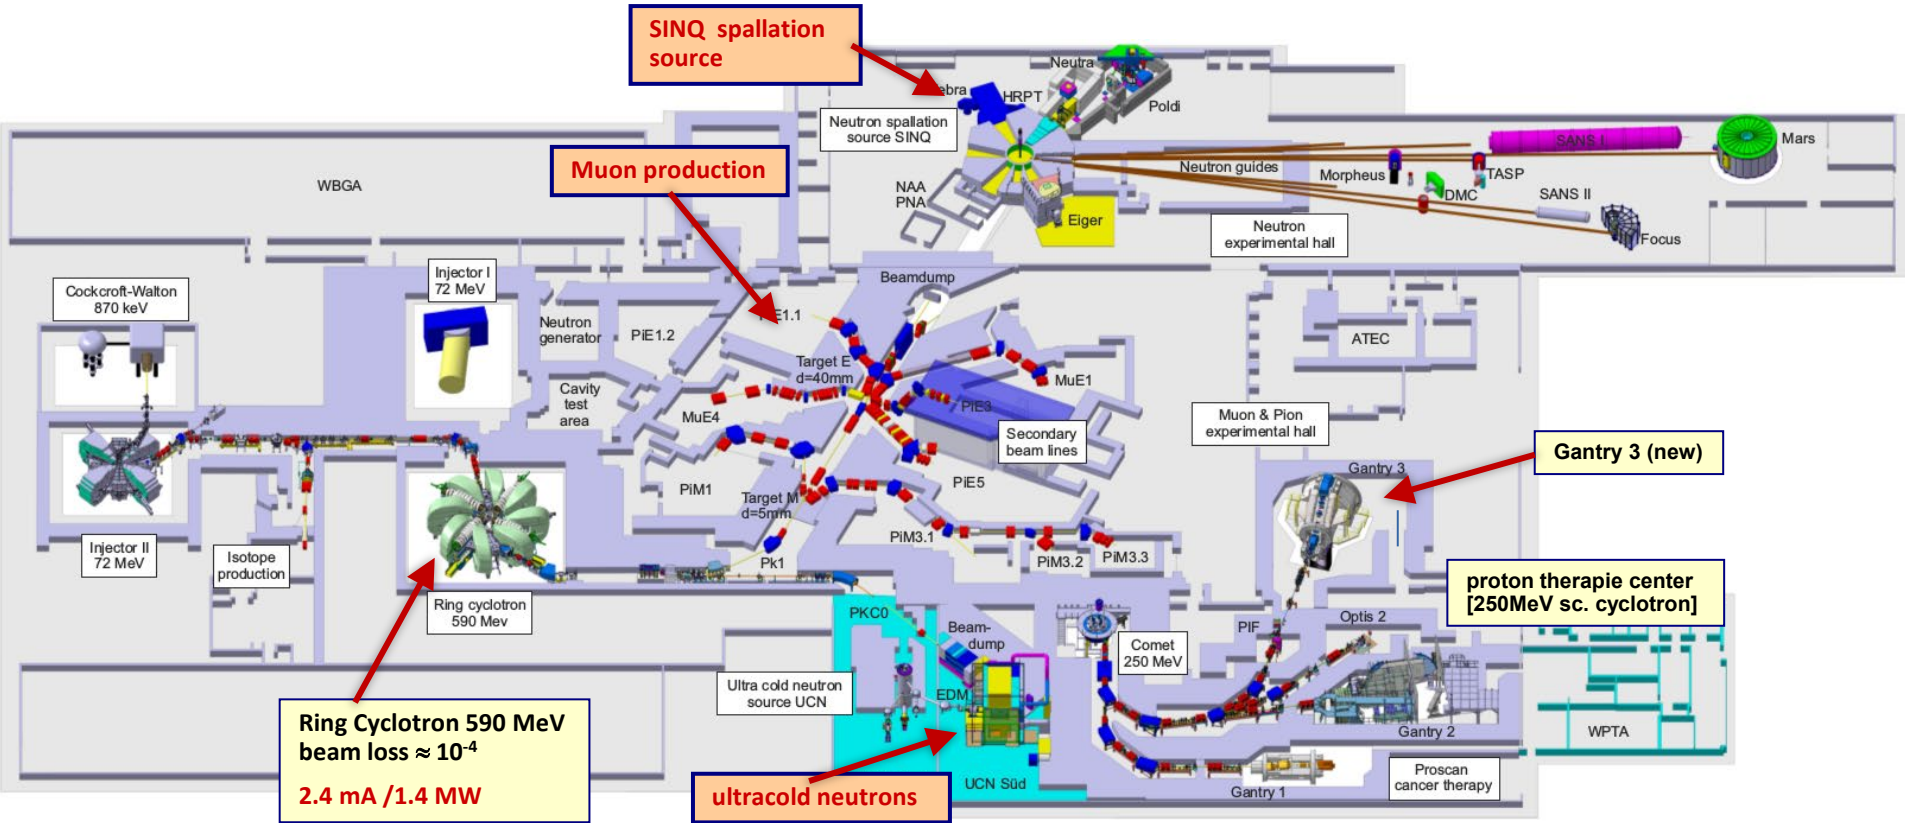 SINQ spallation
source
Neutra
HRPT
Poldi
Neutron spallation
source SINQ
SANS I
Mars
Muon production
Neutron guides
Morpheus
TASP
WBGA
NAA
PNA
DMC
SANS II
Eiger
Neutron
experimental hall
Focus
Cockcroft-Walton
870 keV
Injector I
72 MeV
Beamdump
Neutron
generator
PiE1.2
ATEC
Target E
d=40mm
MuE1
Cavity
test
area
MuE4
PiE3
Muon & Pion
experimental hall
Secondary
beam lines
Gantry 3 (new)
Gantry 3
PiM1
Target M
d=5mm
PiE5
Injector II
72 MeV
Isotope
production
PiM3.1
PiM3.2
PiM3.3
Pk1
proton therapie center
[250MeV sc. cyclotron]
Ring cyclotron
590 Mev
PKC0
Beam-
dump
Comet
250 MeV
PIF
Optis 2
Ultra cold neutron
source UCN
EDM
Ring Cyclotron 590 MeV
beam loss ≈ 10⁻⁴
2.4 mA /1.4 MW
Gantry 2
WPTA
ultracold neutrons
UCN Süd
Gantry 1
Proscan
cancer therapy